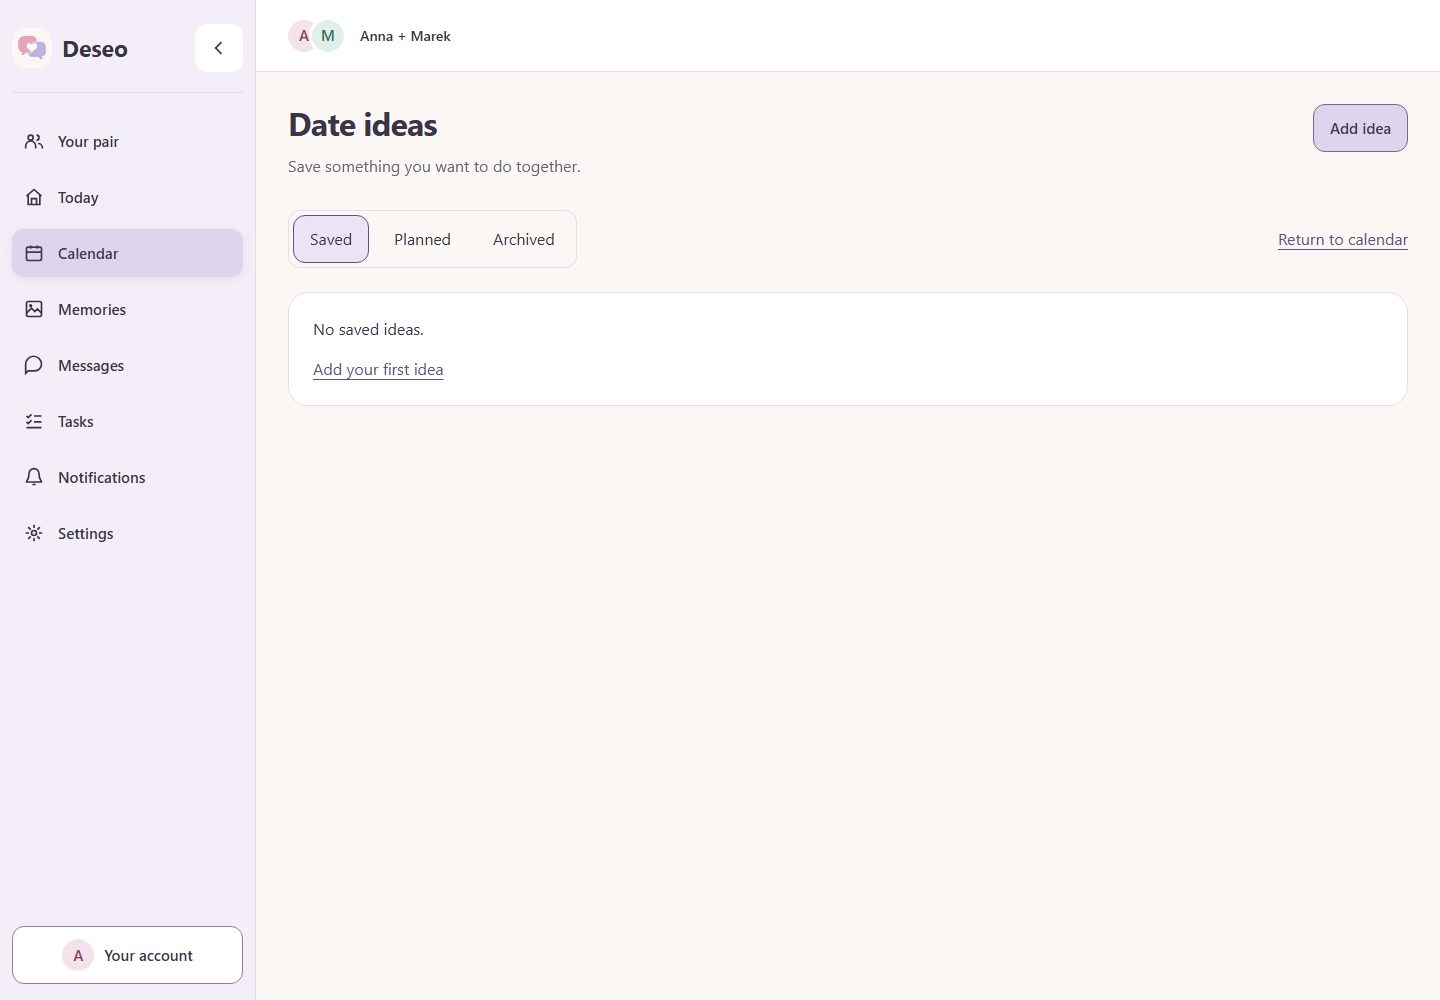 Deseo
Your pair
Today
Calendar
Memories
Messages
Tasks
Notifications
Settings
A Your account
A M Anna + Marek
Date ideas
Add idea
Save something you want to do together.
Saved Planned Archived
Return to calendar
No saved ideas.
Add your first idea